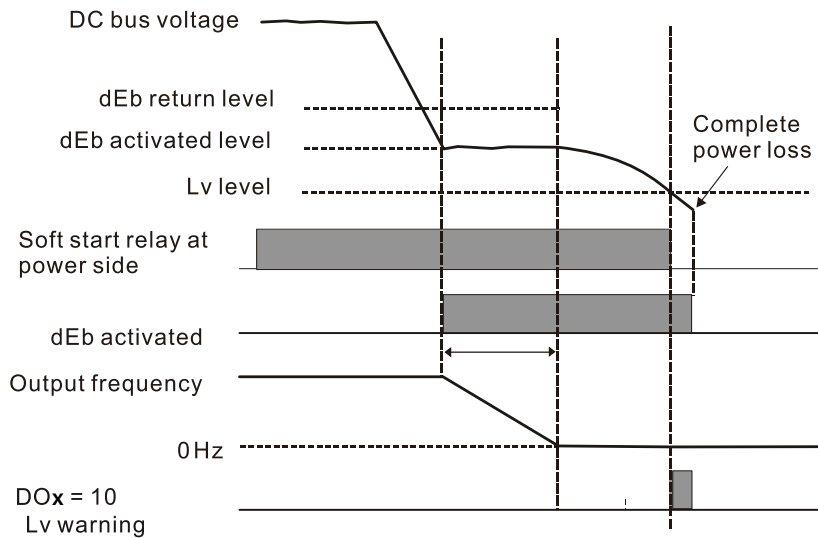 DC bus voltage
dEb return level
dEb activated level
Complete
power loss
Lv level
Soft start relay at
power side
dEb activated
Output frequency
0Hz
DOx = 10
Lv warning